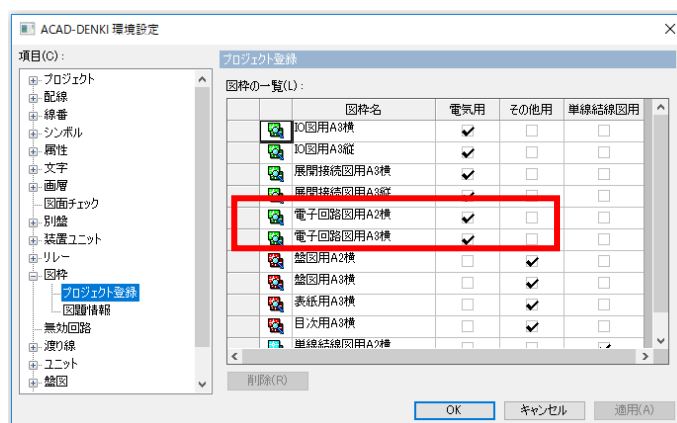 ACAD-DENKI 環境設定
項目(C):
プロジェクト
配線
線番
シンボル
属性
文字
画層
図面チェック
別盤
装置ユニット
リレー
図枠
プロジェクト登録
図題情報
無効回路
渡り線
ユニット
盤図
プロジェクト登録
図枠の一覧(L):
図枠名 電気用 その他用 単線結線図用
IO図用A3横
IO図用A3縦
展開接続図用A3横
展開接続図用A3縦
電子回路図用A2横
電子回路図用A3横
盤図用A2横
盤図用A3横
表紙用A3横
目次用A3横
単線結線図用A2横
削除(R)
OK キャンセル 適用(A)